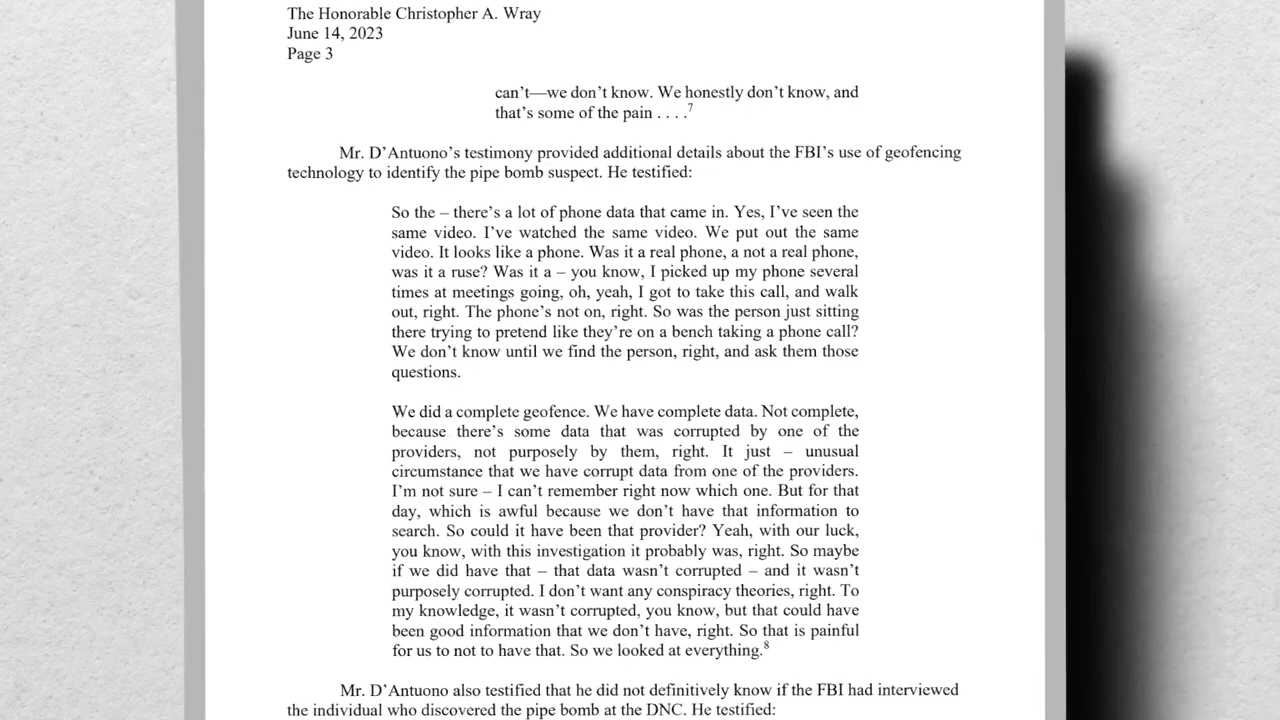 The Honorable Christopher A. Wray
June 14, 2023
Page 3
can’t—we don’t know. We honestly don’t know, and
that’s some of the pain . . . .7
Mr. D’Antuono’s testimony provided additional details about the FBI’s use of geofencing
technology to identify the pipe bomb suspect. He testified:
So the – there’s a lot of phone data that came in. Yes, I’ve seen the
same video. I’ve watched the same video. We put out the same
video. It looks like a phone. Was it a real phone, a not a real phone,
was it a ruse? Was it a – you know, I picked up my phone several
times at meetings going, oh, yeah, I got to take this call, and walk
out, right. The phone’s not on, right. So was the person just sitting
there trying to pretend like they’re on a bench taking a phone call?
We don’t know until we find the person, right, and ask them those
questions.
We did a complete geofence. We have complete data. Not complete,
because there’s some data that was corrupted by one of the
providers, not purposely by them, right. It just – unusual
circumstance that we have corrupt data from one of the providers.
I’m not sure – I can’t remember right now which one. But for that
day, which is awful because we don’t have that information to
search. So could it have been that provider? Yeah, with our luck,
you know, with this investigation it probably was, right. So maybe
if we did have that – that data wasn’t corrupted – and it wasn’t
purposely corrupted. I don’t want any conspiracy theories, right. To
my knowledge, it wasn’t corrupted, you know, but that could have
been good information that we don’t have, right. So that is painful
for us to not to have that. So we looked at everything.8
Mr. D’Antuono also testified that he did not definitively know if the FBI had interviewed
the individual who discovered the pipe bomb at the DNC. He testified: